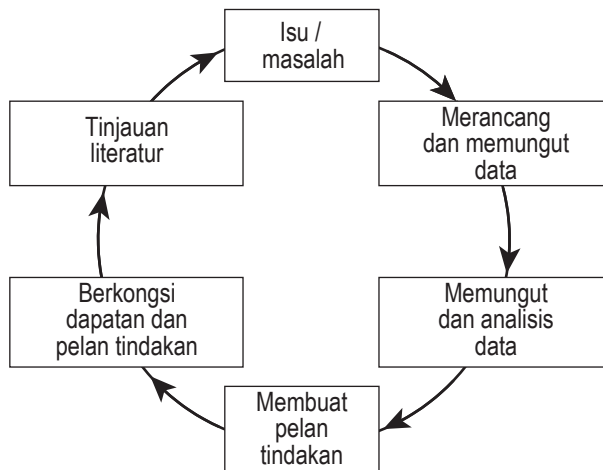 Isu /
masalah
Merancang
dan memungut
data
Memungut
dan analisis
data
Membuat
pelan
tindakan
Berkongsi
dapatan dan
pelan tindakan
Tinjauan
literatur